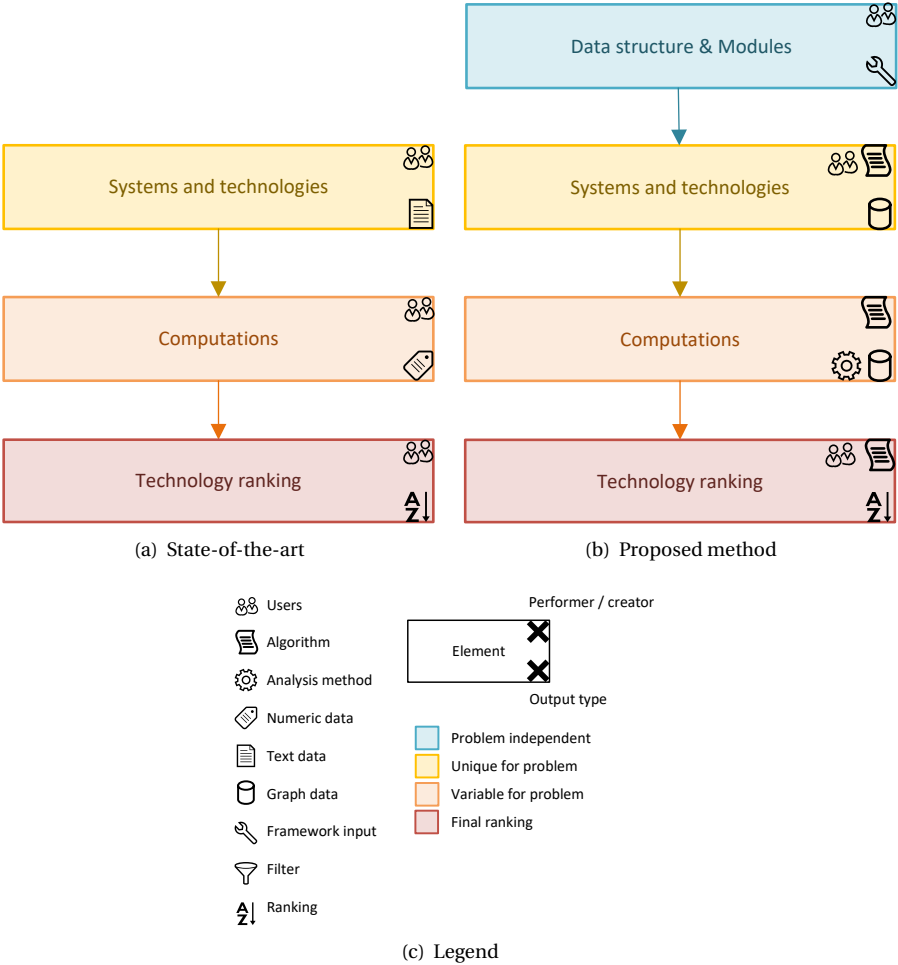 Data structure & Modules
Systems and technologies
Computations
Technology ranking
(a) State-of-the-art
Systems and technologies
Computations
Technology ranking
(b) Proposed method
Users
Algorithm
Analysis method
Numeric data
Text data
Graph data
Framework input
Filter
A
Z
Ranking
Performer / creator
Element
Output type
Problem independent
Unique for problem
Variable for problem
Final ranking
(c) Legend